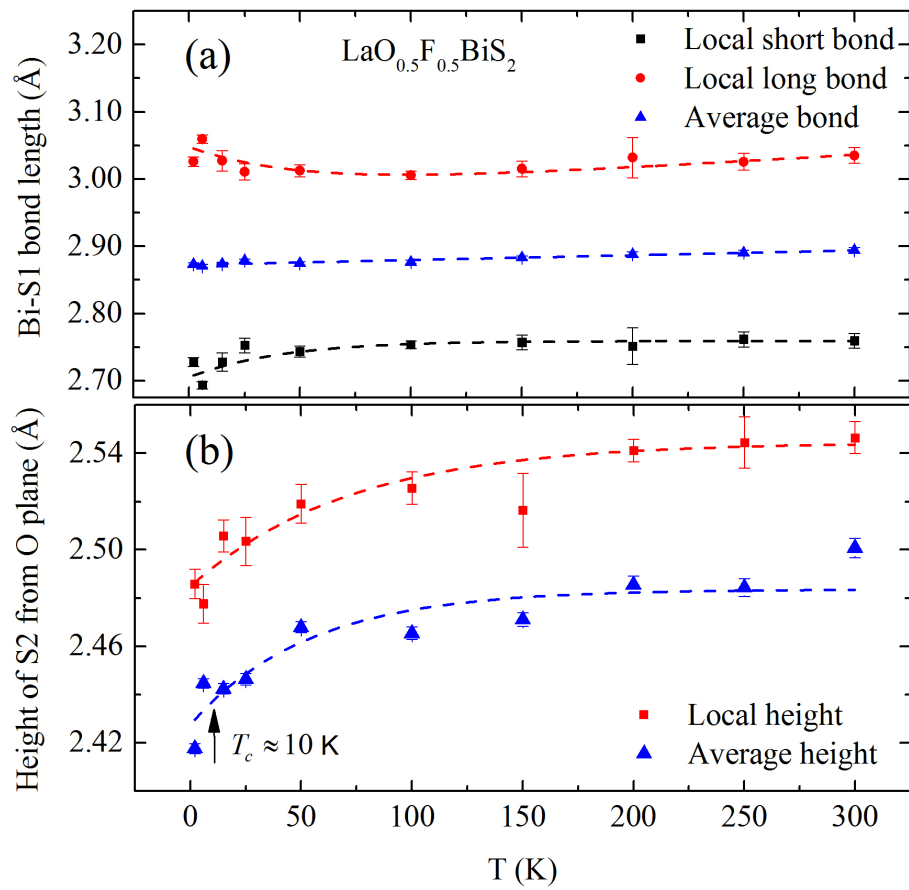 (a)
LaO0.5F0.5BiS2
Local short bond
Local long bond
Average bond
Bi-S1 bond length (Å)
3.20
3.10
3.00
2.90
2.80
2.70
(b)
Height of S2 from O plane (Å)
2.54
2.50
2.46
2.42
Tc ≈ 10 K
Local height
Average height
0 50 100 150 200 250 300
T (K)